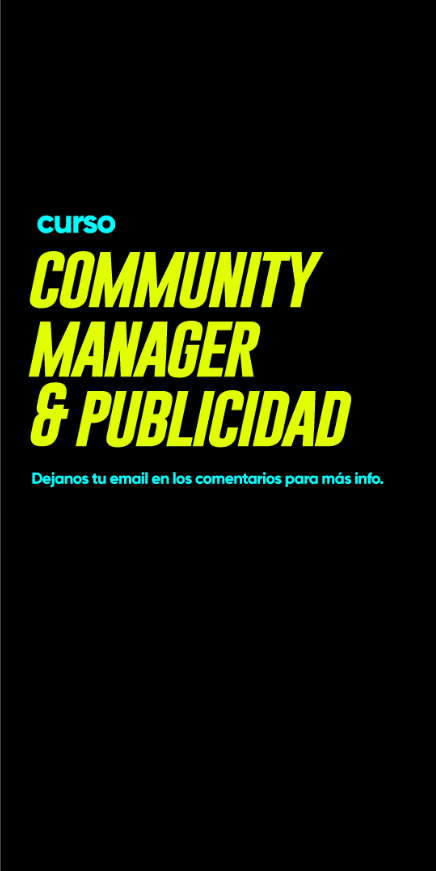 curso
COMMUNITY
MANAGER
& PUBLICIDAD
Dejanos tu email en los comentarios para más info.